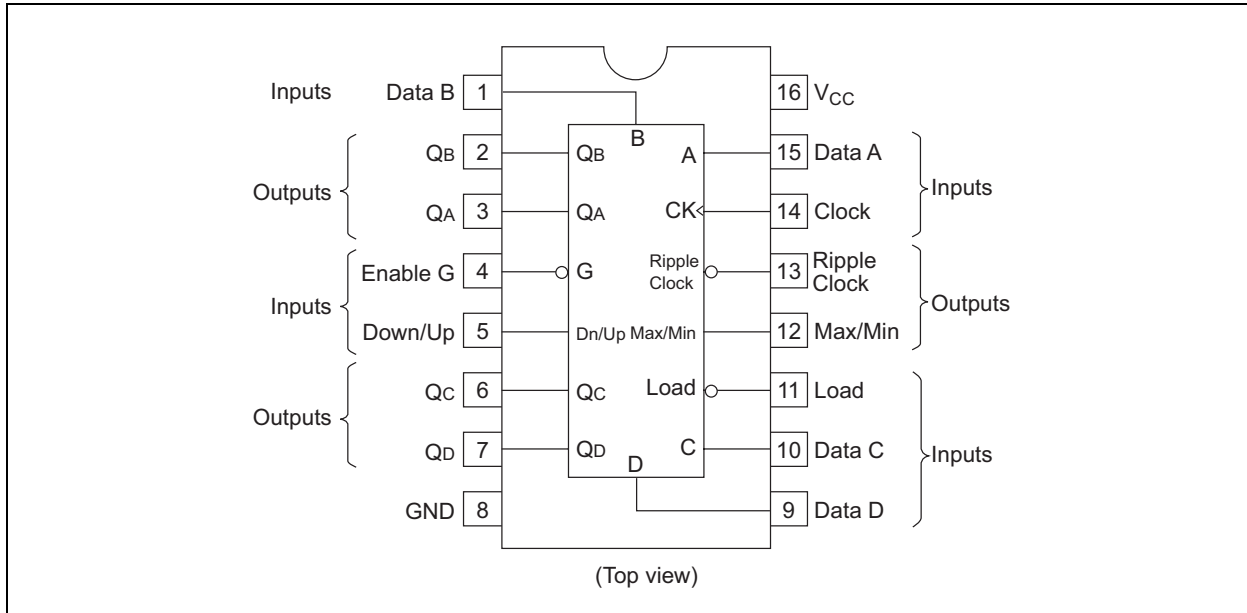 Inputs Data B 1 16 VCC
B
QB 2 QB A 15 Data A
Outputs Inputs
QA 3 QA CK 14 Clock
Enable G 4 G Ripple Clock 13 Ripple Clock
Inputs Outputs
Down/Up 5 Dn/Up Max/Min 12 Max/Min
QC 6 QC Load 11 Load
Outputs
QD 7 QD C 10 Data C
Inputs
D
GND 8 9 Data D
(Top view)